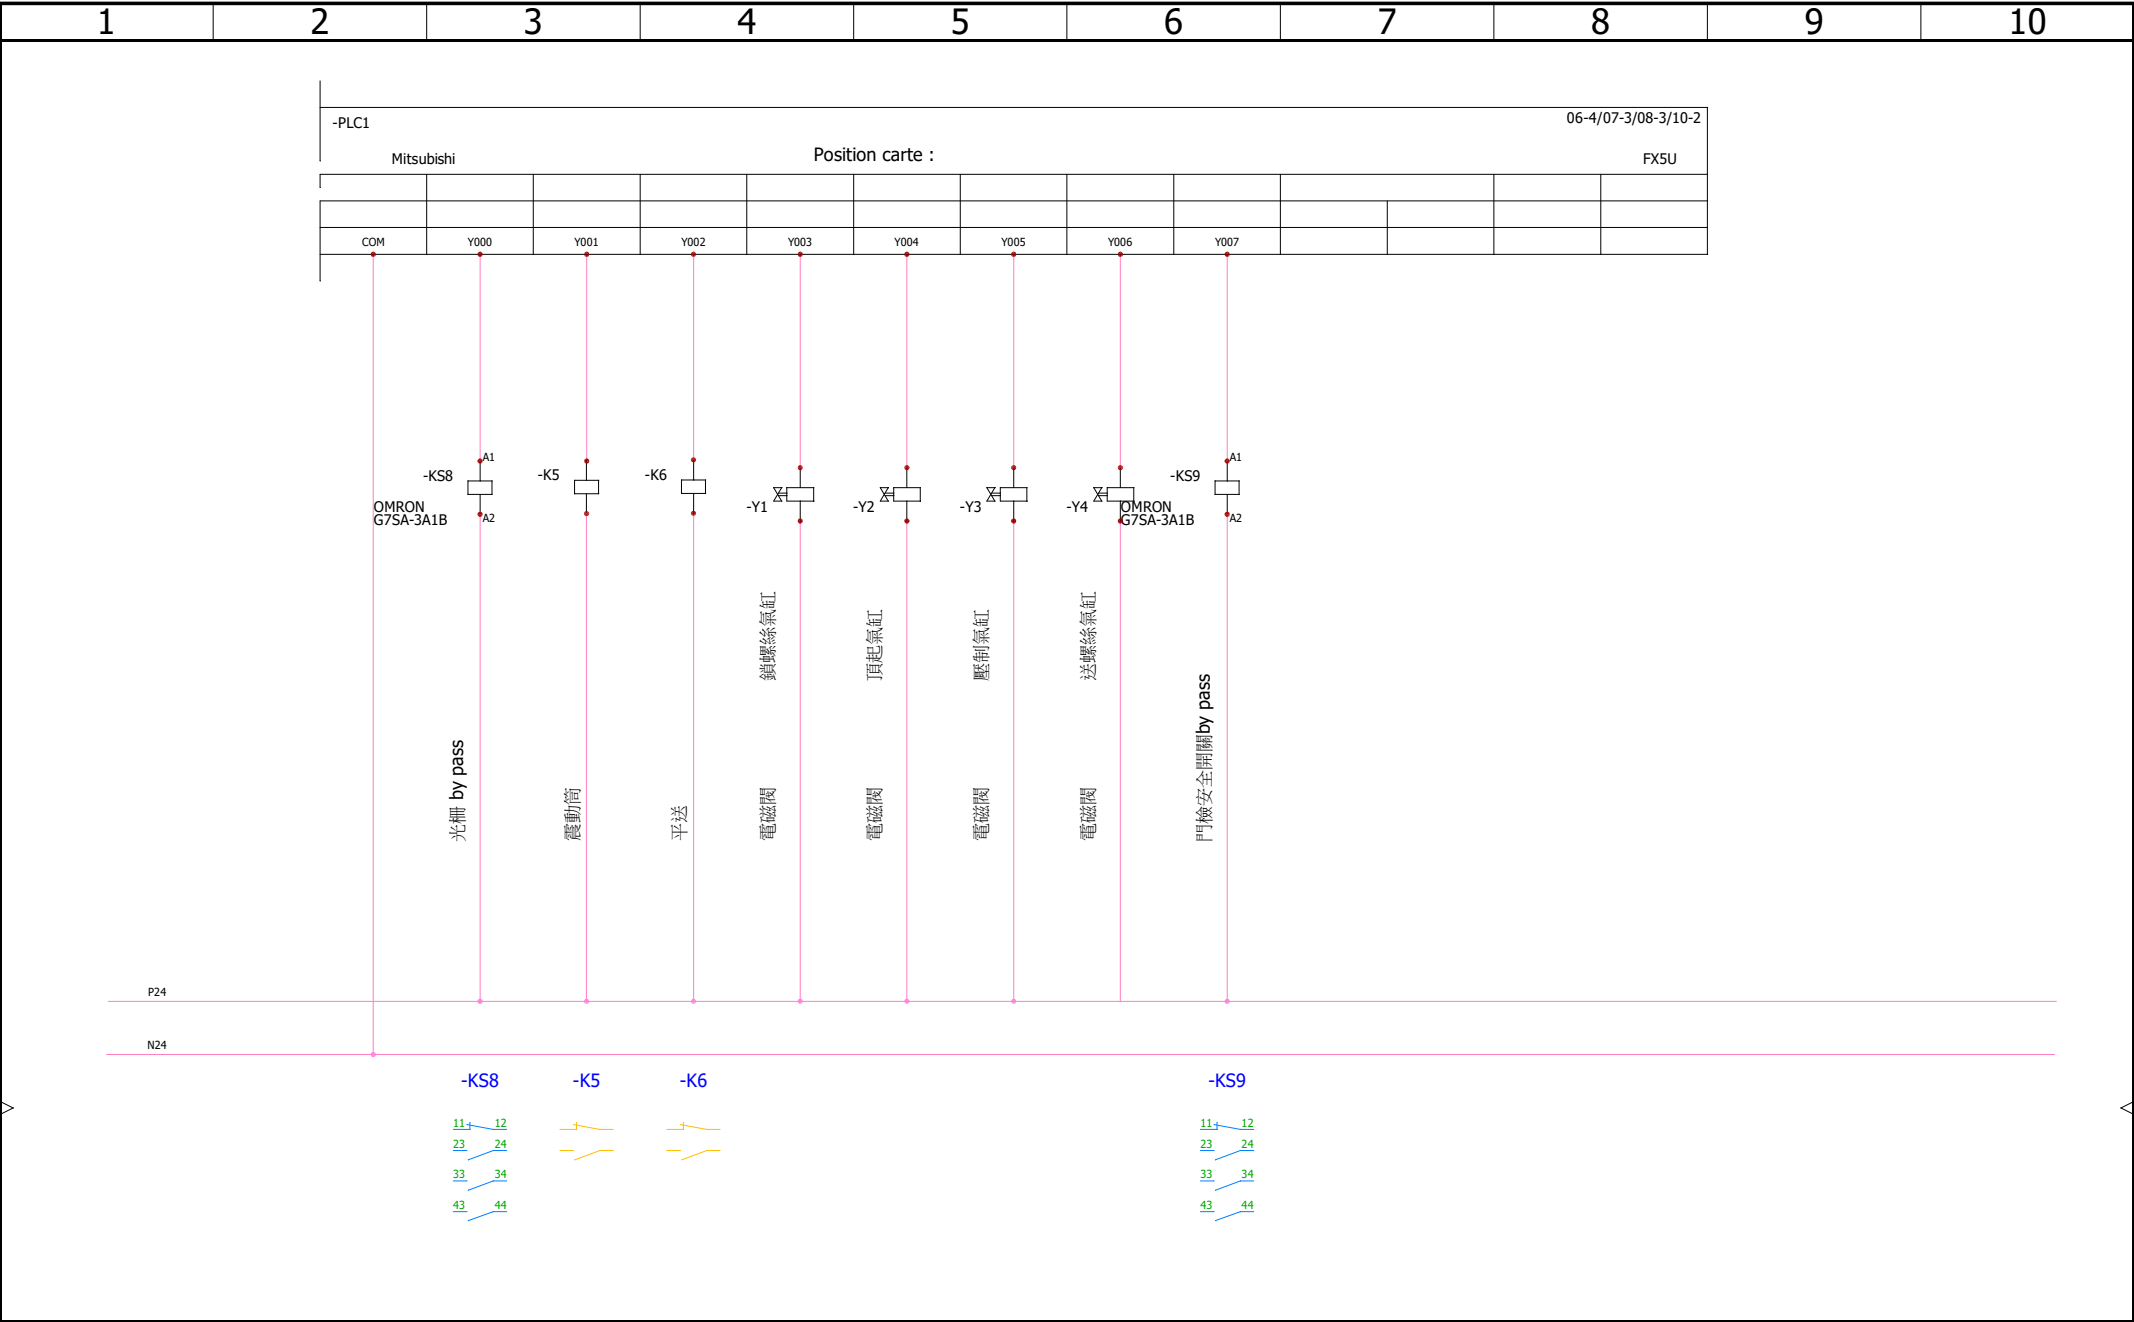 1 2 3 4 5 6 7 8 9 10
-PLC1 06-4/07-3/08-3/10-2
Mitsubishi Position carte : FX5U
COM Y000 Y001 Y002 Y003 Y004 Y005 Y006 Y007
-KS8 A1 A2
OMRON
G7SA-3A1B
-K5
-K6
-Y1
-Y2
-Y3
-Y4
OMRON
G7SA-3A1B
-KS9 A1 A2
光柵 by pass
震動筒
平送
電磁閥 鎖螺絲氣缸
電磁閥 頂起氣缸
電磁閥 壓制氣缸
電磁閥 送螺絲氣缸
門檢安全開關by pass
P24
N24
-KS8 -K5 -K6 -KS9
11 12 11 12
23 24 23 24
33 34 33 34
43 44 43 44